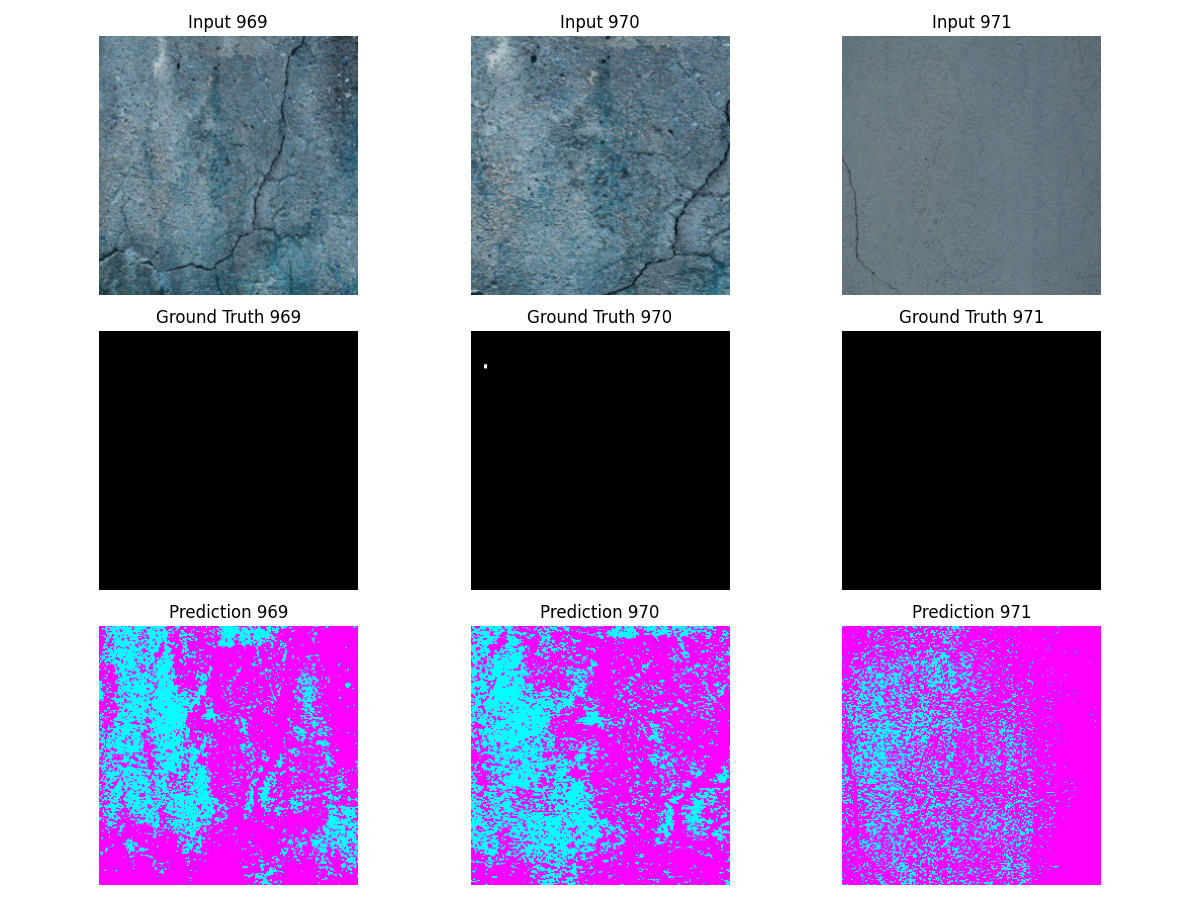 Input 969
Input 970
Input 971
Ground Truth 969
Ground Truth 970
Ground Truth 971
Prediction 969
Prediction 970
Prediction 971